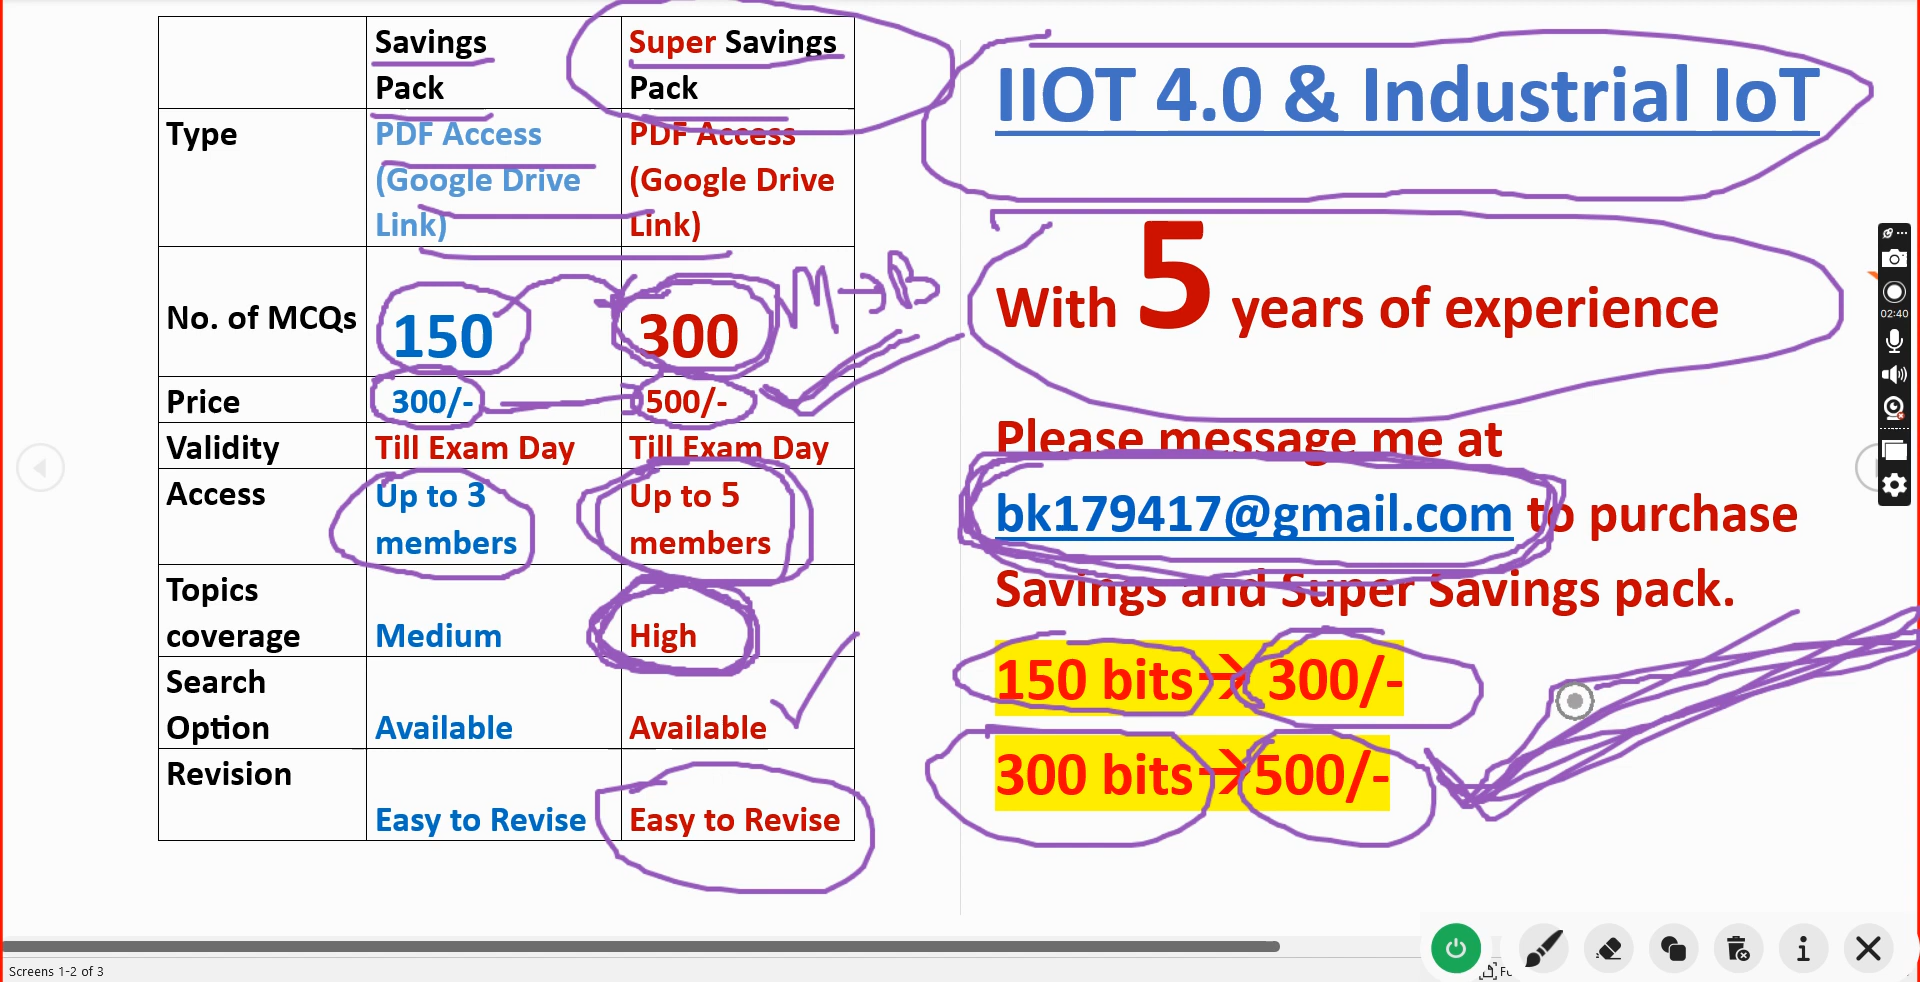 Savings Super Savings
Pack Pack
Type PDF Access PDF Access
(Google Drive (Google Drive
Link) Link)
No. of MCQs 150 300 M → B
Price 300/- 500/-
Validity Till Exam Day Till Exam Day
Access Up to 3 Up to 5
members members
Topics
coverage Medium High
Search
Option Available Available
Revision
Easy to Revise Easy to Revise
IIOT 4.0 & Industrial IoT
With 5 years of experience
Please message me at
bk179417@gmail.com to purchase
Savings and Super Savings pack.
150 bits→ 300/-
300 bits→500/-
02:40
Screens 1-2 of 3